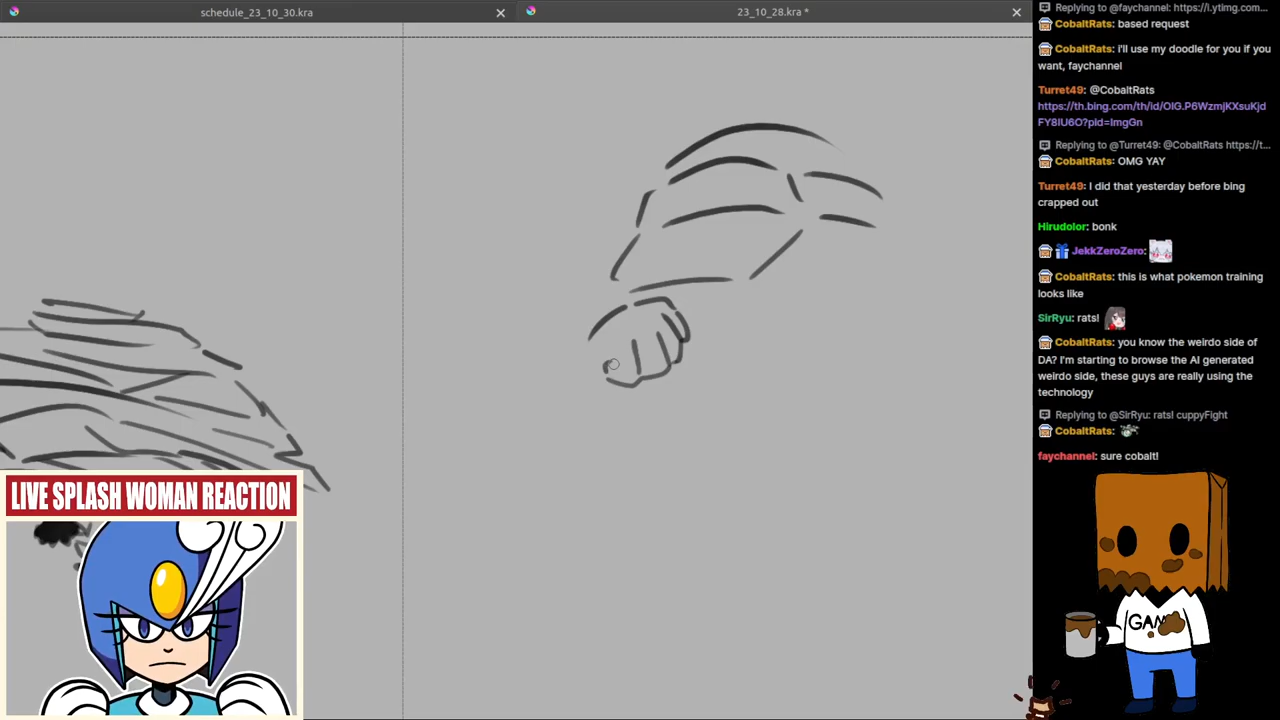 schedule_23_10_30.kra
23_10_28.kra *
Replying to @faychannel: https://i.ytimg.com...
CobaltRats: based request
CobaltRats: i'll use my doodle for you if you
want, faychannel
Turret49: @CobaltRats
https://th.bing.com/th/id/OIG.P6WzmjKXsuKjd
FY8IU6O?pid=ImgGn
Replying to @Turret49: @CobaltRats https://t...
CobaltRats: OMG YAY
Turret49: I did that yesterday before bing
crapped out
Hirudolor: bonk
JekkZeroZero:
CobaltRats: this is what pokemon training
looks like
SirRyu: rats!
CobaltRats: you know the weirdo side of
DA? I'm starting to browse the AI generated
weirdo side, these guys are really using the
technology
Replying to @SirRyu: rats! cuppyFight
CobaltRats:
faychannel: sure cobalt!
LIVE SPLASH WOMAN REACTION